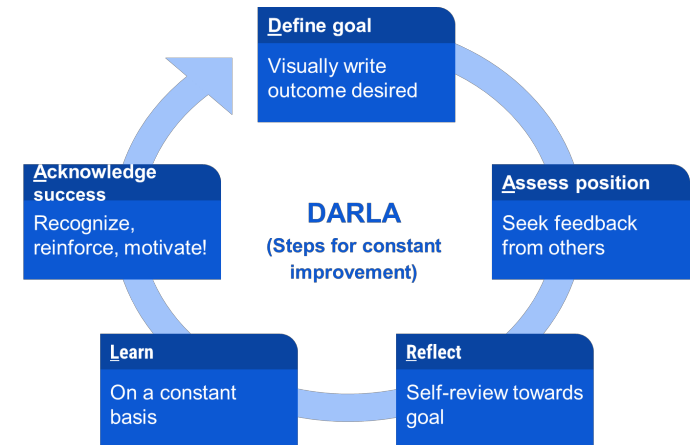 Define goal
Visually write
outcome desired
Assess position
Seek feedback
from others
Reflect
Self-review towards
goal
Learn
On a constant
basis
Acknowledge
success
Recognize,
reinforce, motivate!
DARLA
(Steps for constant
improvement)